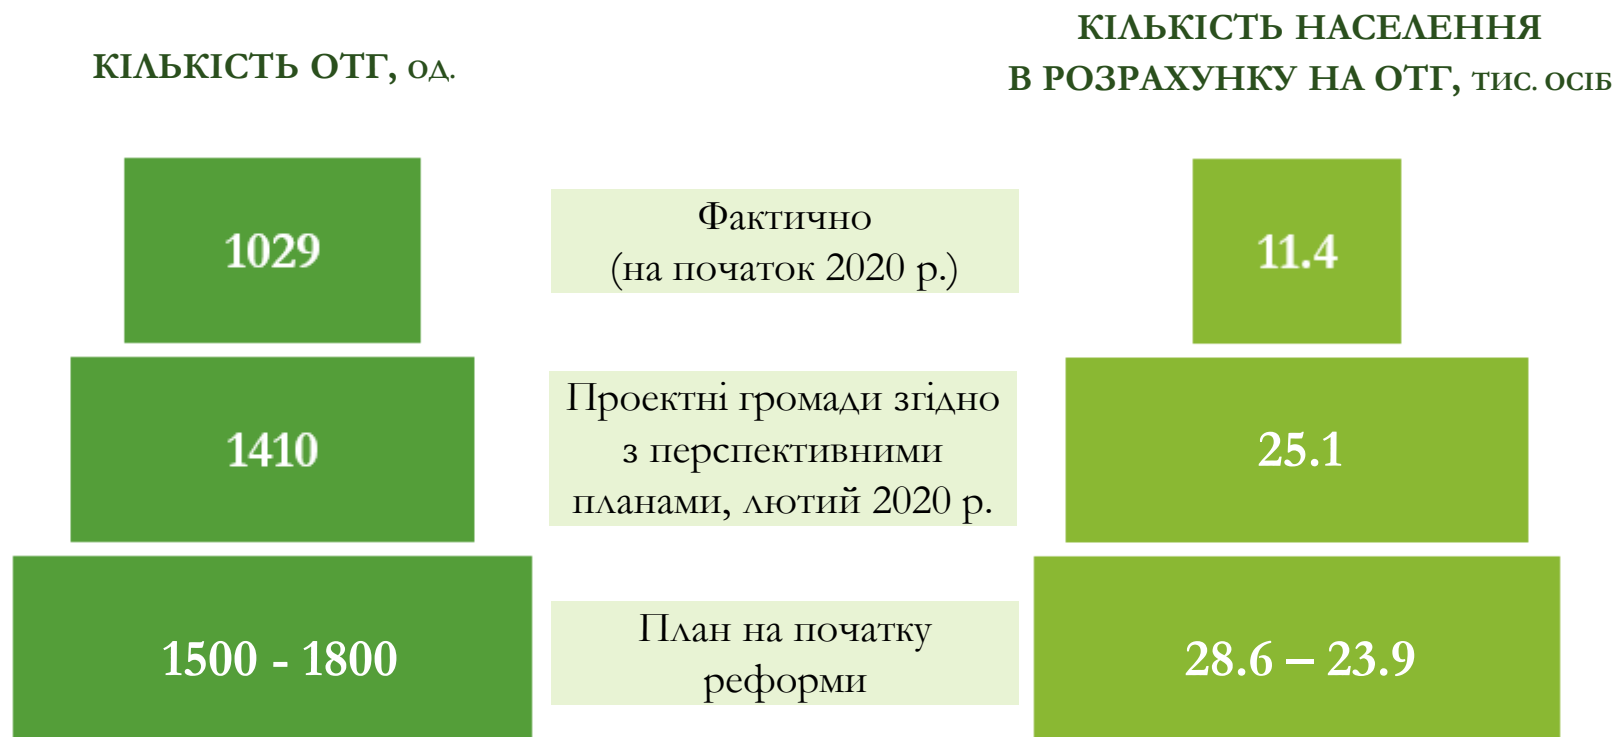 КІЛЬКІСТЬ ОТГ, од.
КІЛЬКІСТЬ НАСЕЛЕННЯ
В РОЗРАХУНКУ НА ОТГ, тис. осіб
1029
Фактично
(на початок 2020 р.)
11.4
1410
Проектні громади згідно
з перспективними
планами, лютий 2020 р.
25.1
1500 - 1800
План на початку
реформи
28.6 – 23.9